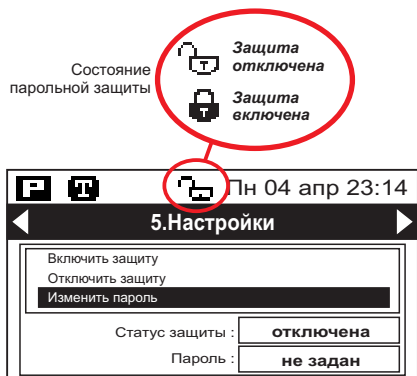 Защита
отключена
Состояние
парольной защиты
Защита
включена
Пн 04 апр 23:14
5.Настройки
Включить защиту
Отключить защиту
Изменить пароль
Статус защиты : отключена
Пароль : не задан